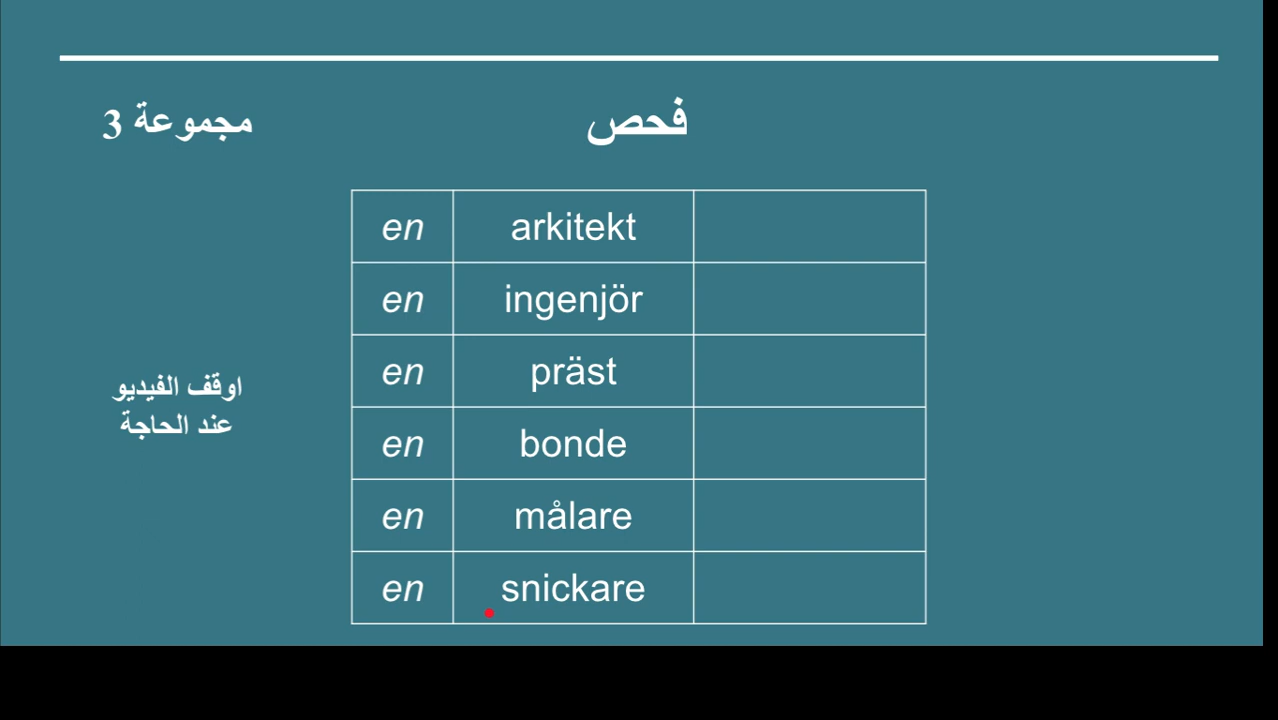 فحص
مجموعة 3
en arkitekt
en ingenjör
en präst
en bonde
en målare
en snickare
اوقف الفيديو
عند الحاجة